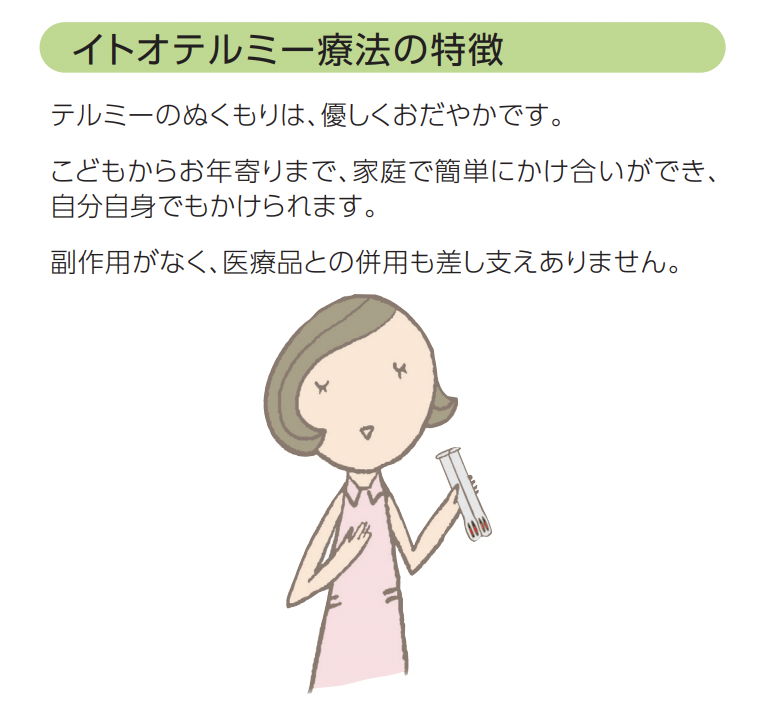 イトオテルミー療法の特徴
テルミーのぬくもりは、優しくおだやかです。
こどもからお年寄りまで、家庭で簡単にかけ合いができ、
自分自身でもかけられます。
副作用がなく、医療品との併用も差し支えありません。